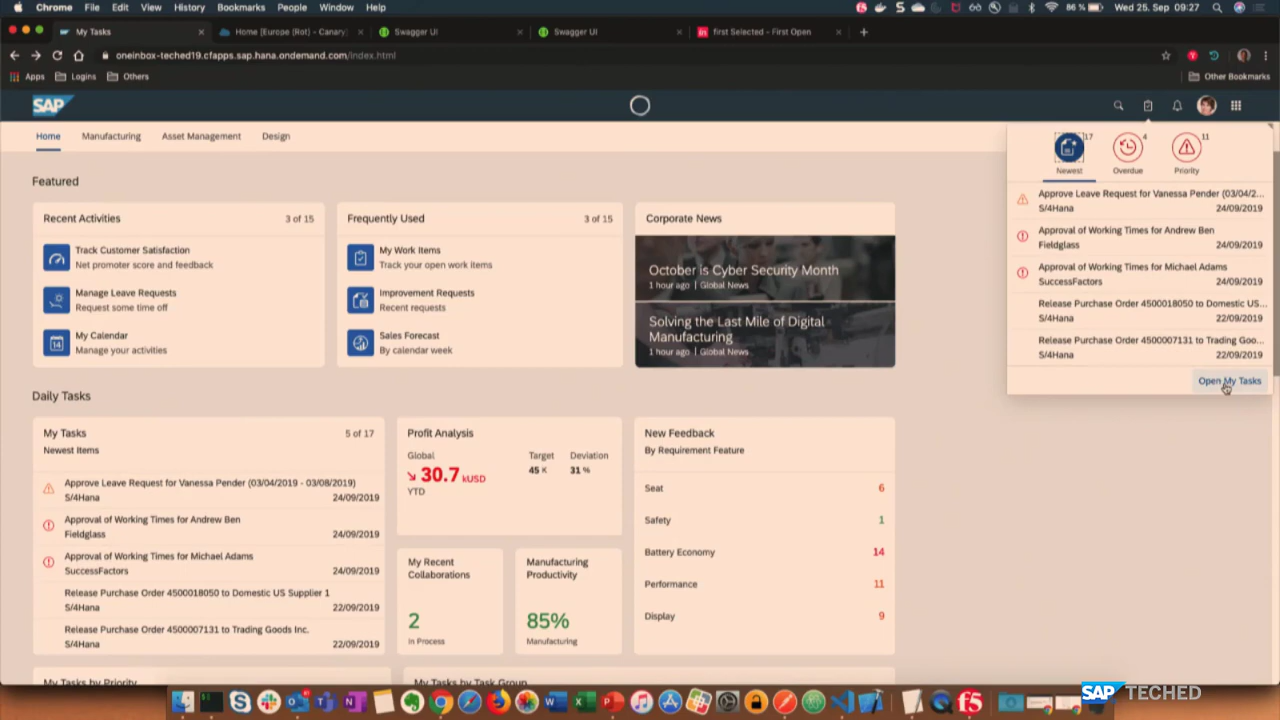 Chrome File Edit View History Bookmarks People Window Help
86 % Wed 25. Sep 09:27
My Tasks
Home [Europe (Rot) - Canary
Swagger UI
Swagger UI
first Selected - First Open
oneinbox-teched19.cfapps.sap.hana.ondemand.com/index.html
Apps Logins Others Other Bookmarks
SAP
Home Manufacturing Asset Management Design
17 4 11
Newest Overdue Priority
Approve Leave Request for Vanessa Pender (03/04/2...
S/4Hana 24/09/2019
Approval of Working Times for Andrew Ben
Fieldglass 24/09/2019
Approval of Working Times for Michael Adams
SuccessFactors 24/09/2019
Release Purchase Order 4500018050 to Domestic US...
S/4Hana 22/09/2019
Release Purchase Order 4500007131 to Trading Goo...
S/4Hana 22/09/2019
Open My Tasks
Featured
Recent Activities 3 of 15
Track Customer Satisfaction
Net promoter score and feedback
Manage Leave Requests
Request some time off
My Calendar
Manage your activities
14
Frequently Used 3 of 15
My Work Items
Track your open work items
Improvement Requests
Recent requests
Sales Forecast
By calendar week
Corporate News
October is Cyber Security Month
1 hour ago | Global News
Solving the Last Mile of Digital
Manufacturing
1 hour ago | Global News
Daily Tasks
My Tasks 5 of 17
Newest Items
Approve Leave Request for Vanessa Pender (03/04/2019 - 03/08/2019)
S/4Hana 24/09/2019
Approval of Working Times for Andrew Ben
Fieldglass 24/09/2019
Approval of Working Times for Michael Adams
SuccessFactors 24/09/2019
Release Purchase Order 4500018050 to Domestic US Supplier 1
S/4Hana 22/09/2019
Release Purchase Order 4500007131 to Trading Goods Inc.
S/4Hana 22/09/2019
Profit Analysis
Global Target Deviation
30.7 kUSD 45 K 31 %
YTD
My Recent
Collaborations
2
In Process
Manufacturing
Productivity
85%
Manufacturing
New Feedback
By Requirement Feature
Seat 6
Safety 1
Battery Economy 14
Performance 11
Display 9
My Tasks by Priority
My Tasks by Task Group
SAP TECHED